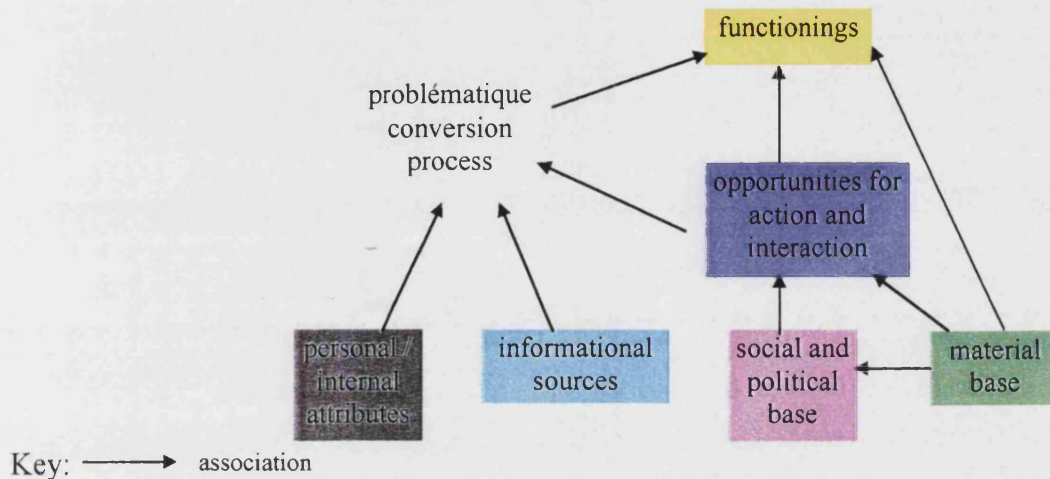 functionings
problématique
conversion
process
opportunities for
action and
interaction
personal /
internal
attributes
informational
sources
social and
political
base
material
base
Key: association